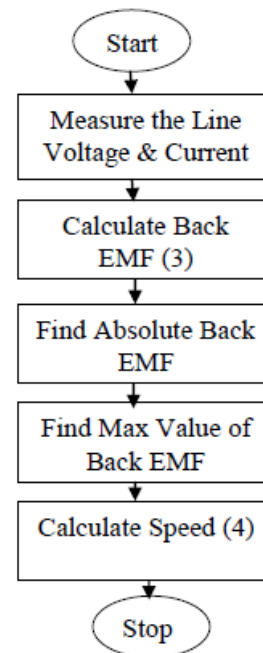 Start
Measure the Line
Voltage & Current
Calculate Back
EMF (3)
Find Absolute Back
EMF
Find Max Value of
Back EMF
Calculate Speed (4)
Stop